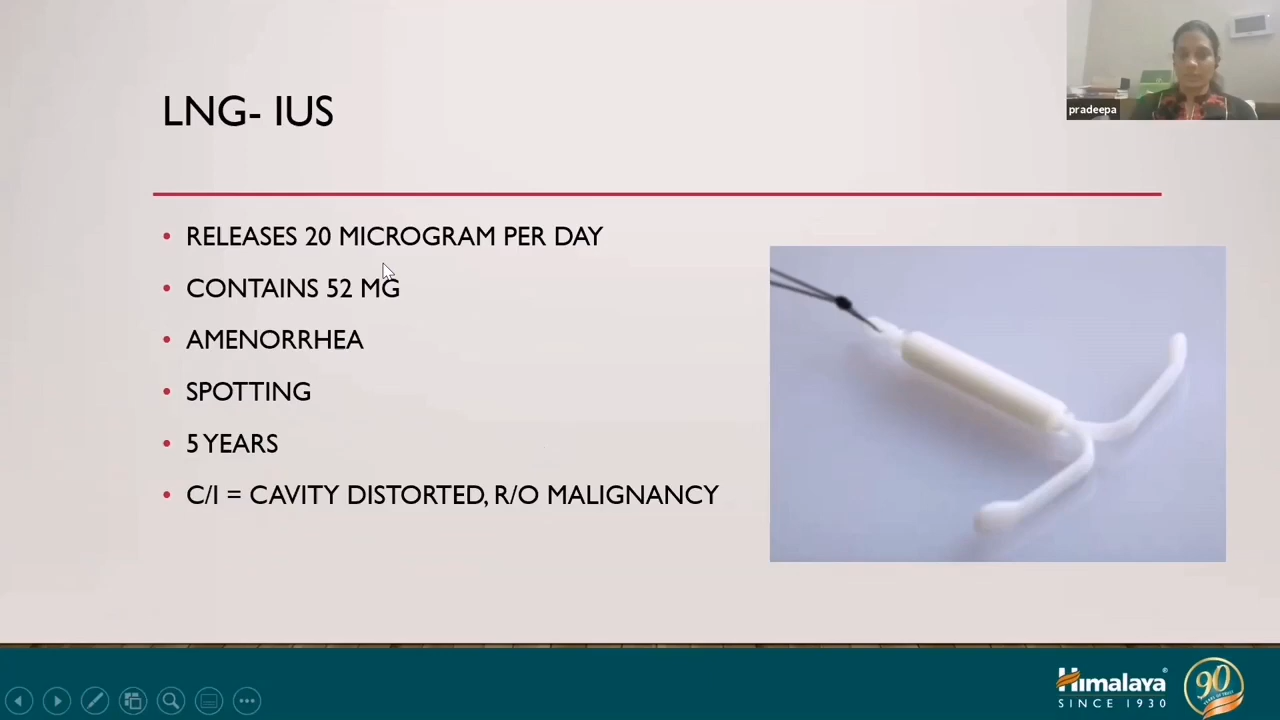 pradeepa
LNG- IUS
• RELEASES 20 MICROGRAM PER DAY
• CONTAINS 52 MG
• AMENORRHEA
• SPOTTING
• 5 YEARS
• C/I = CAVITY DISTORTED, R/O MALIGNANCY
Himalaya®
SINCE 1930
90